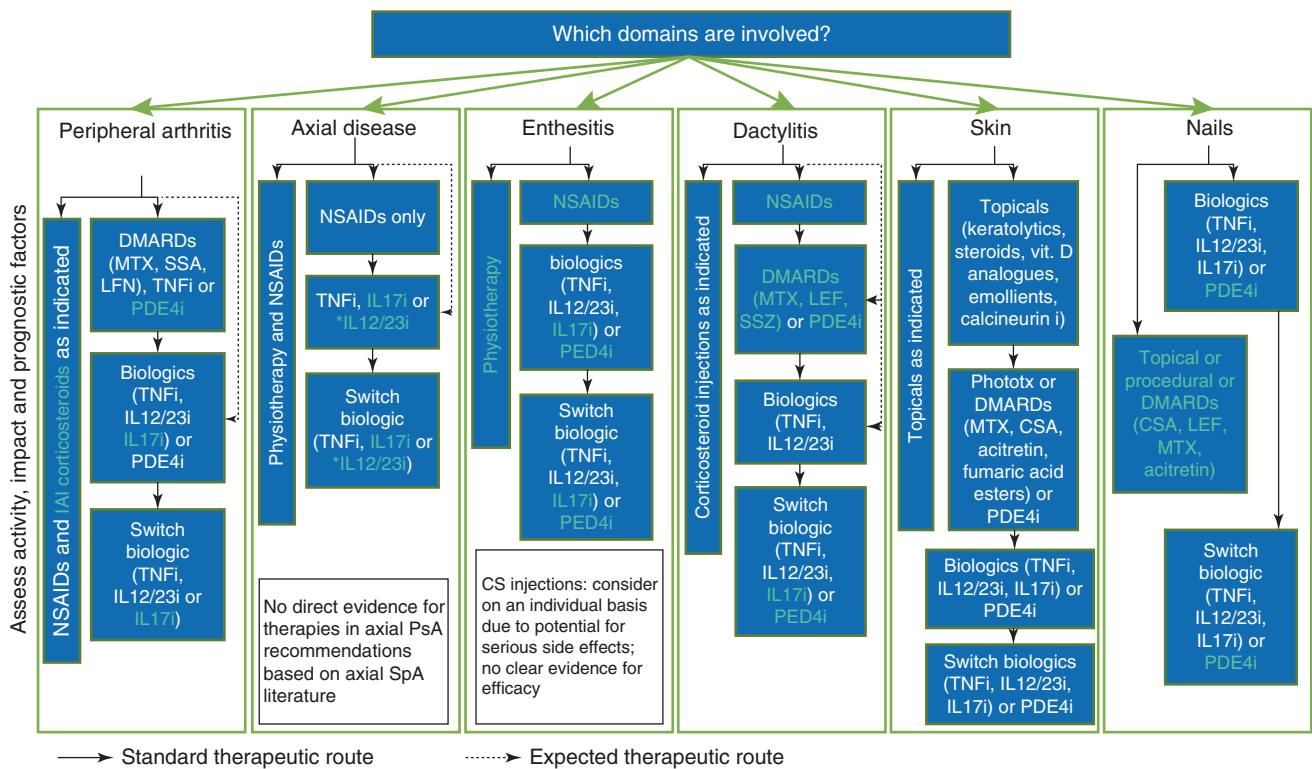 Which domains are involved?
Assess activity, impact and prognostic factors
Peripheral arthritis
NSAIDs and IAI corticosteroids as indicated
DMARDs
(MTX, SSA,
LFN), TNFi or
PDE4i
Biologics
(TNFi,
IL12/23i
IL17i) or
PDE4i
Switch
biologic
(TNFi,
IL12/23i or
IL17i)
Axial disease
Physiotherapy and NSAIDs
NSAIDs only
TNFi, IL17i or
*IL12/23i
Switch
biologic
(TNFi, IL17i or
*IL12/23i)
No direct evidence for
therapies in axial PsA
recommendations
based on axial SpA
literature
Enthesitis
Physiotherapy
NSAIDs
biologics
(TNFi,
IL12/23i,
IL17i) or
PED4i
Switch
biologic
(TNFi,
IL12/23i,
IL17i) or
PED4i
CS injections: consider
on an individual basis
due to potential for
serious side effects;
no clear evidence for
efficacy
Dactylitis
Corticosteroid injections as indicated
NSAIDs
DMARDs
(MTX, LEF,
SSZ) or PDE4i
Biologics
(TNFi,
IL12/23i)
Switch
biologic
(TNFi,
IL12/23i,
IL17i) or
PED4i
Skin
Topicals as indicated
Topicals
(keratolytics,
steroids, vit. D
analogues,
emollients,
calcineurin i)
Phototx or
DMARDs
(MTX, CSA,
acitretin,
fumaric acid
esters) or
PDE4i
Biologics (TNFi,
IL12/23i, IL17i) or
PDE4i
Switch biologics
(TNFi, IL12/23i,
IL17i) or PDE4i
Nails
Biologics
(TNFi,
IL12/23i,
IL17i) or
PDE4i
Topical or
procedural or
DMARDs
(CSA, LEF,
MTX,
acitretin)
Switch
biologic
(TNFi,
IL12/23i,
IL17i) or PDE4i
Standard therapeutic route
Expected therapeutic route